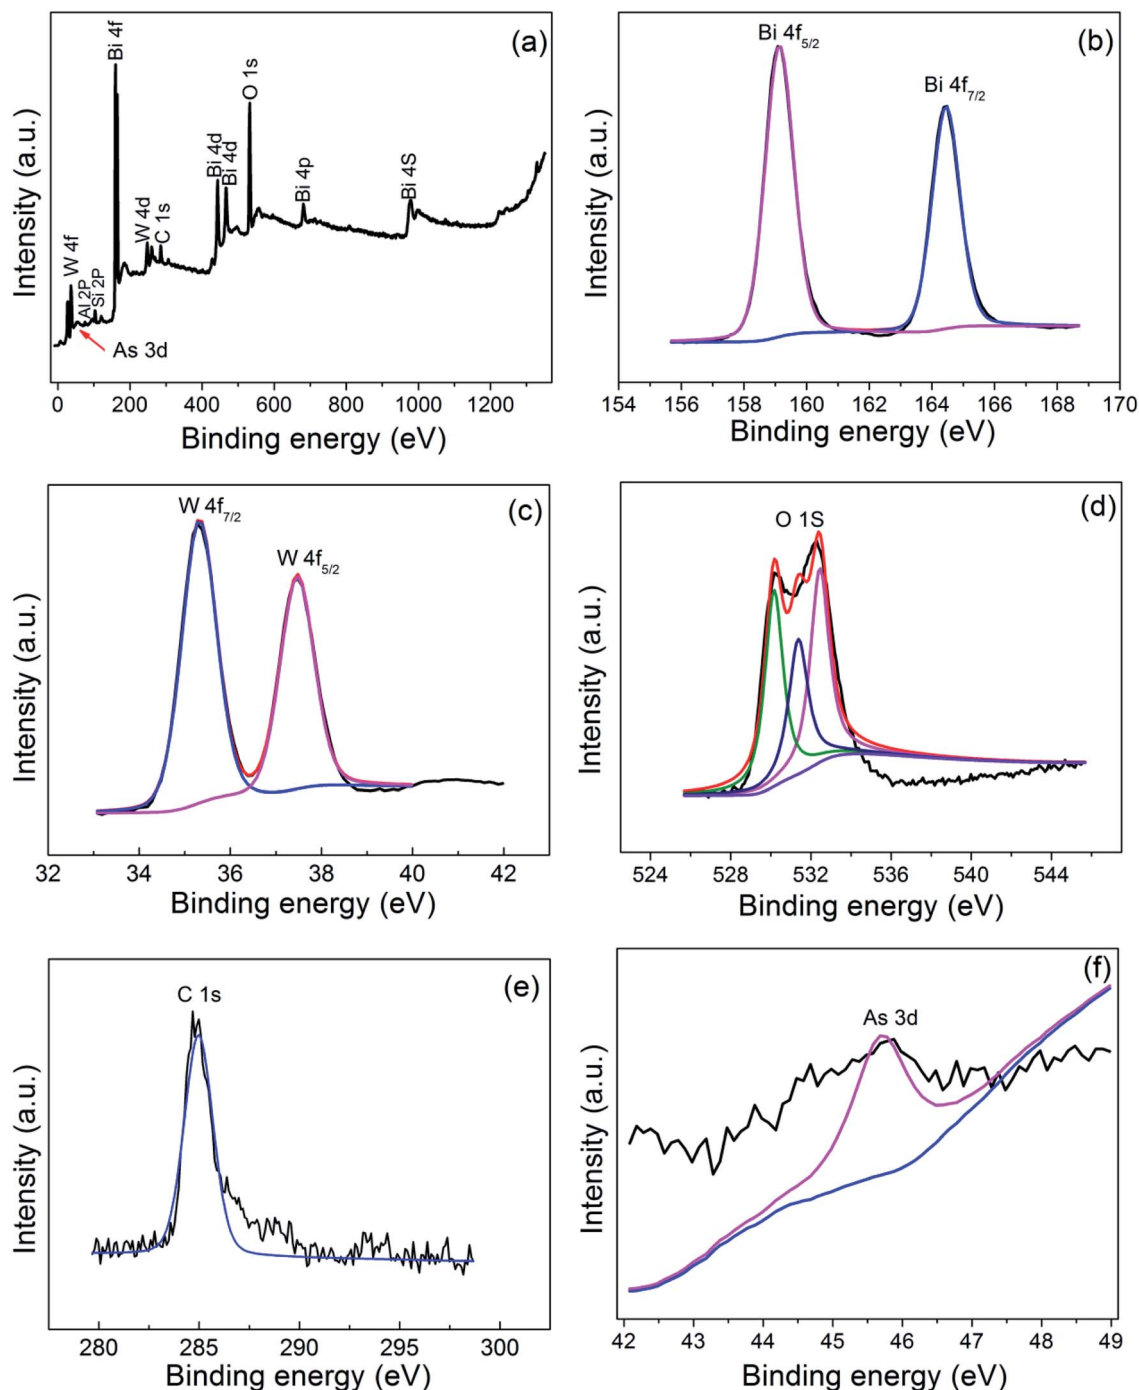 (a)
Bi 4f
O 1s
Bi 4d
Bi 4d
Bi 4p
Bi 4S
W 4d
C 1s
W 4f
Al 2P
Si 2P
As 3d
Intensity (a.u.)
0 200 400 600 800 1000 1200
Binding energy (eV)
(b)
Bi 4f5/2
Bi 4f7/2
Intensity (a.u.)
154 156 158 160 162 164 166 168 170
Binding energy (eV)
(c)
W 4f7/2
W 4f5/2
Intensity (a.u.)
32 34 36 38 40 42
Binding energy (eV)
(d)
O 1S
Intensity (a.u.)
524 528 532 536 540 544
Binding energy (eV)
(e)
C 1s
Intensity (a.u.)
280 285 290 295 300
Binding energy (eV)
(f)
As 3d
Intensity (a.u.)
42 43 44 45 46 47 48 49
Binding energy (eV)